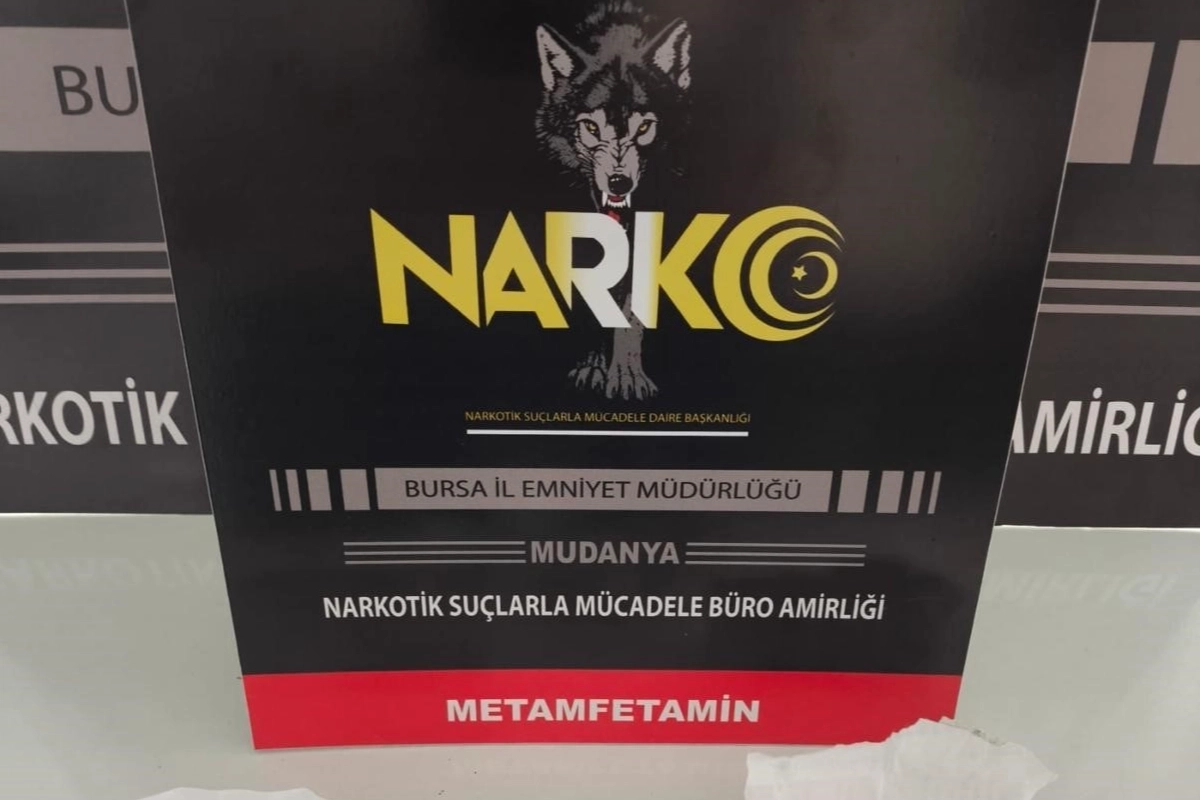 BU
NARKO
NARKOTİK SUÇLARLA MÜCADELE DAİRE BAŞKANLIĞI
RKOTİK
AMİRLİĞ
BURSA İL EMNİYET MÜDÜRLÜĞÜ
MUDANYA
NARKOTİK SUÇLARLA MÜCADELE BÜRO AMİRLİĞİ
METAMFETAMİN